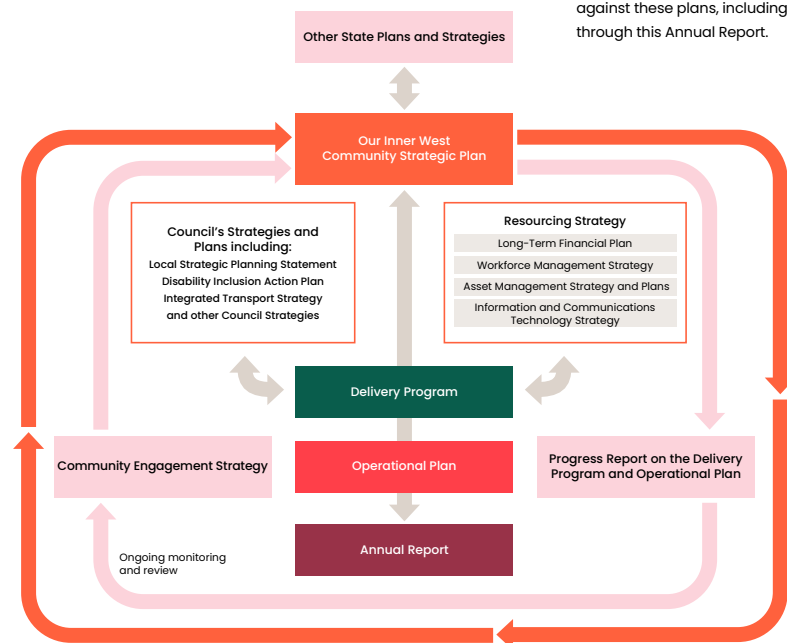 against these plans, including
through this Annual Report.
Other State Plans and Strategies
Our Inner West
Community Strategic Plan
Council's Strategies and
Plans including:
Local Strategic Planning Statement
Disability Inclusion Action Plan
Integrated Transport Strategy
and other Council Strategies
Resourcing Strategy
Long-Term Financial Plan
Workforce Management Strategy
Asset Management Strategy and Plans
Information and Communications
Technology Strategy
Delivery Program
Community Engagement Strategy
Operational Plan
Progress Report on the Delivery
Program and Operational Plan
Annual Report
Ongoing monitoring
and review